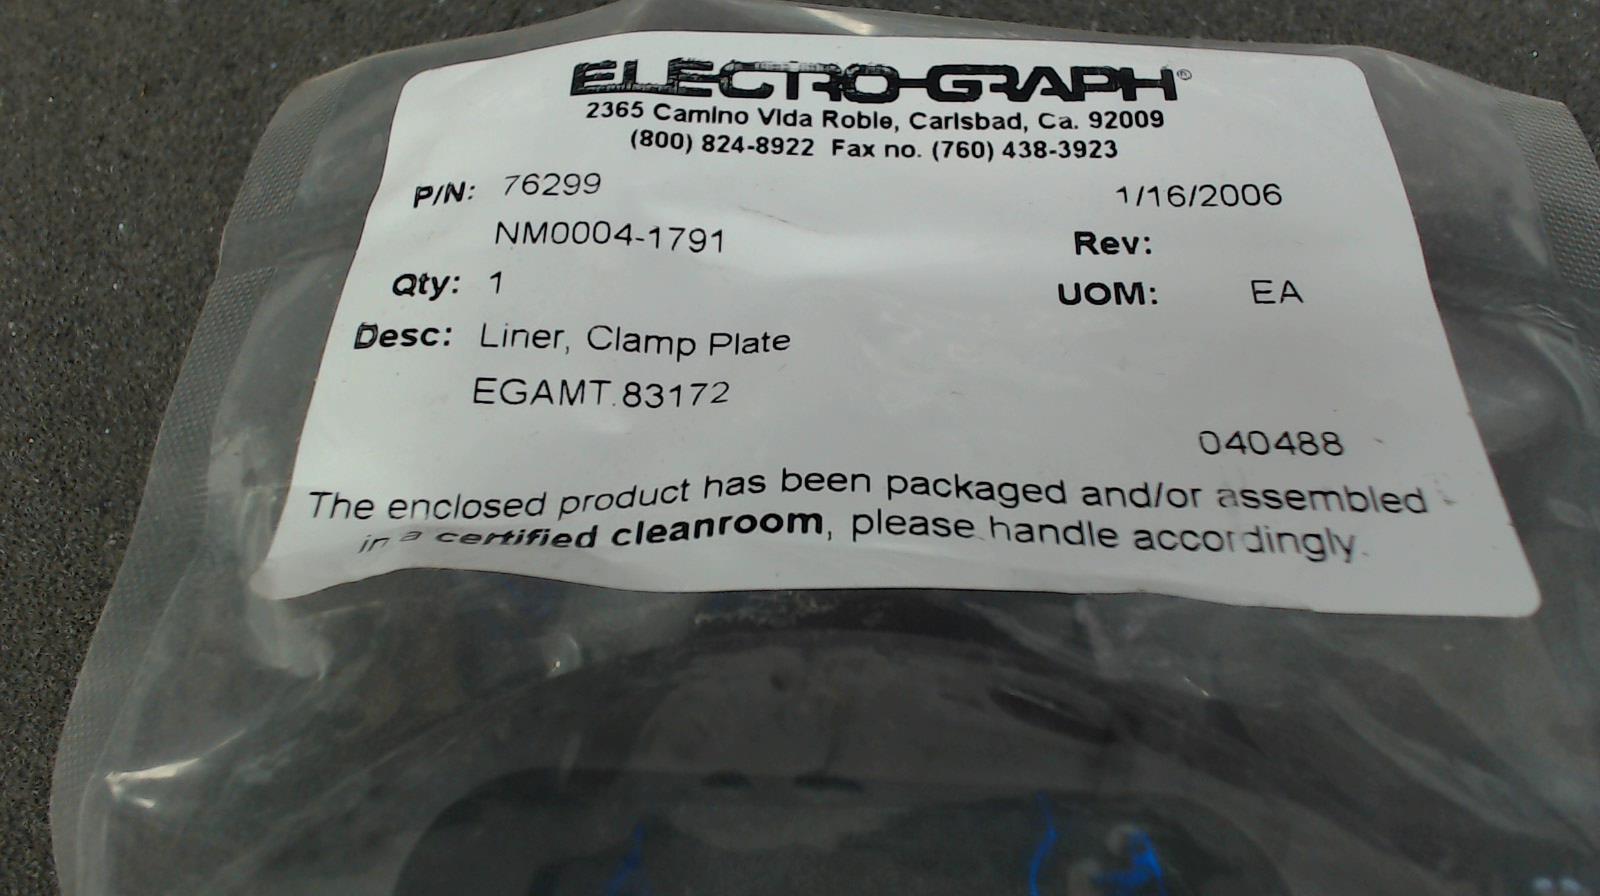 ELECTRO-GRAPH®
2365 Camino Vida Roble, Carlsbad, Ca. 92009
(800) 824-8922 Fax no. (760) 438-3923
P/N: 76299 1/16/2006
NM0004-1791 Rev:
Qty: 1 UOM: EA
Desc: Liner, Clamp Plate
EGAMT.83172
040488
The enclosed product has been packaged and/or assembled
in a certified cleanroom, please handle accordingly.